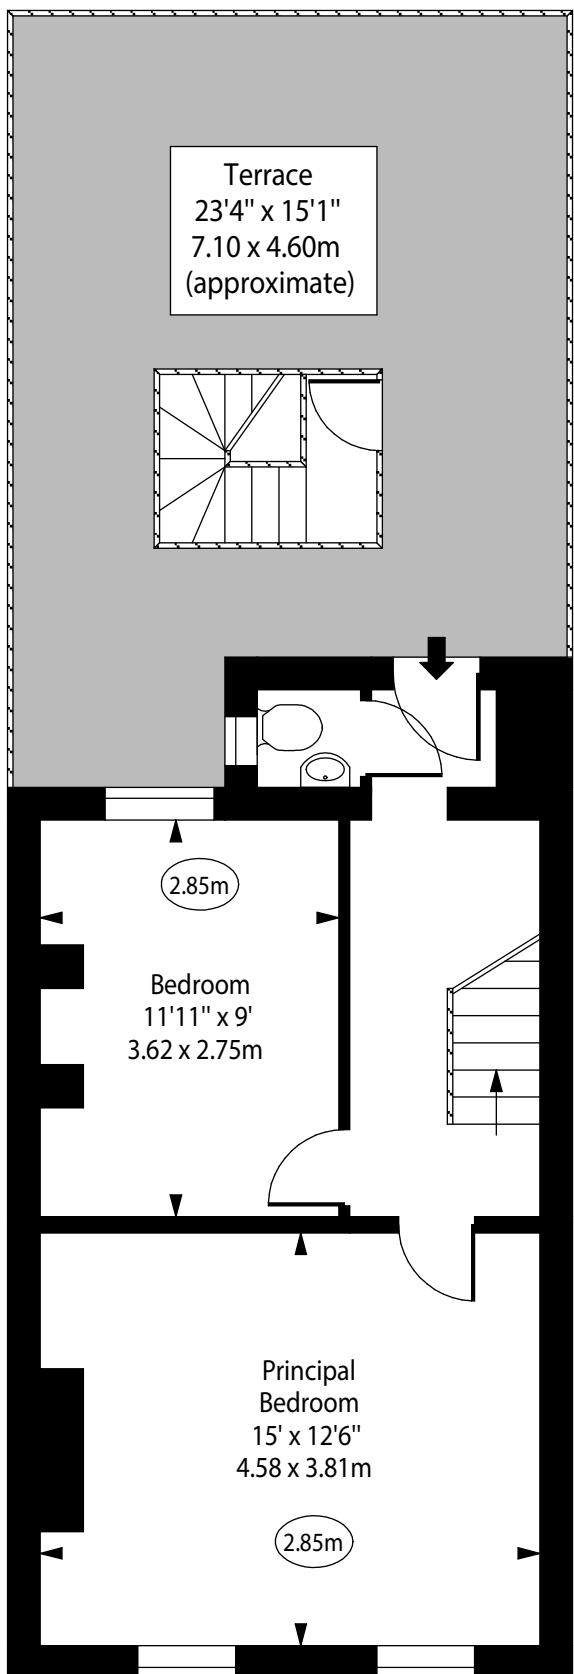 Terrace
23'4" x 15'1"
7.10 x 4.60m
(approximate)
2.85m
Bedroom
11'11" x 9'
3.62 x 2.75m
Principal
Bedroom
15' x 12'6"
4.58 x 3.81m
2.85m